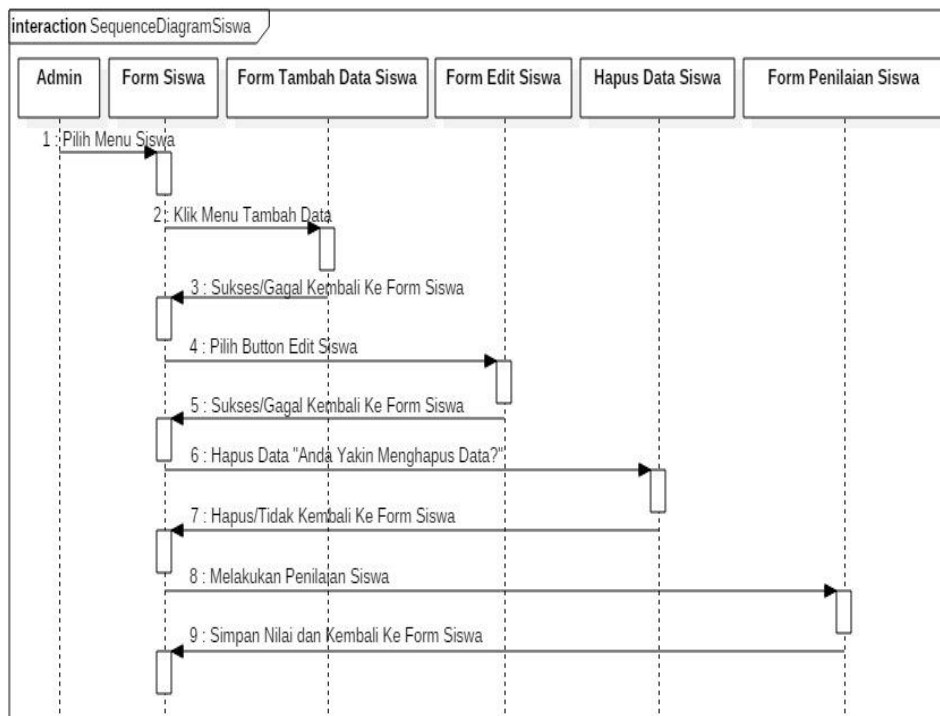 interaction SequenceDiagramSiswa
Admin
Form Siswa
Form Tambah Data Siswa
Form Edit Siswa
Hapus Data Siswa
Form Penilaian Siswa
1 : Pilih Menu Siswa
2 : Klik Menu Tambah Data
3 : Sukses/Gagal Kembali Ke Form Siswa
4 : Pilih Button Edit Siswa
5 : Sukses/Gagal Kembali Ke Form Siswa
6 : Hapus Data "Anda Yakin Menghapus Data?"
7 : Hapus/Tidak Kembali Ke Form Siswa
8 : Melakukan Penilaian Siswa
9 : Simpan Nilai dan Kembali Ke Form Siswa